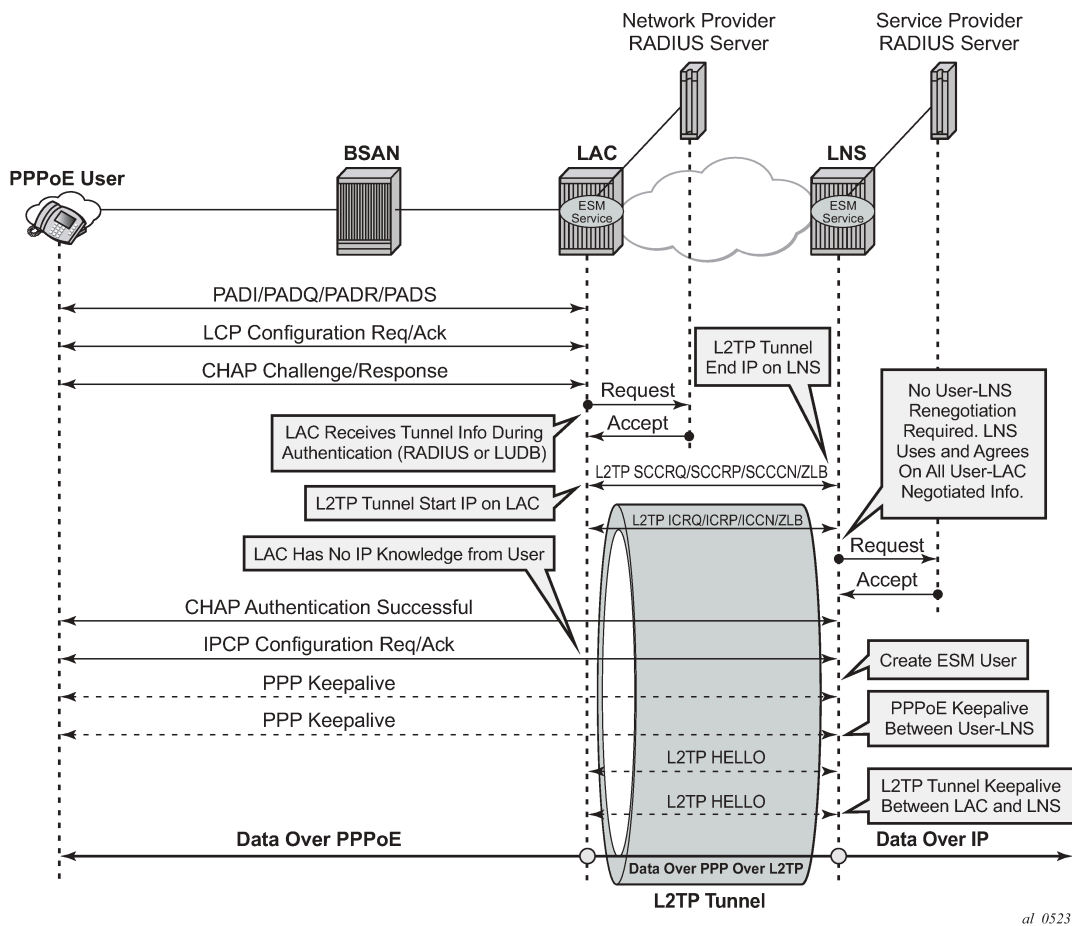 Network Provider
RADIUS Server
Service Provider
RADIUS Server
BSAN
LAC
LNS
PPPoE User
ESM
Service
ESM
Service
PADI/PADQ/PADR/PADS
LCP Configuration Req/Ack
L2TP Tunnel
End IP on LNS
CHAP Challenge/Response
Request
No User-LNS
Renegotiation
Required. LNS
Uses and Agrees
On All User-LAC
Negotiated Info.
Accept
LAC Receives Tunnel Info During
Authentication (RADIUS or LUDB)
L2TP SCCRQ/SCCRP/SCCCN/ZLB
L2TP Tunnel Start IP on LAC
L2TP ICRQ/ICRP/ICCN/ZLB
Request
LAC Has No IP Knowledge from User
Accept
CHAP Authentication Successful
IPCP Configuration Req/Ack
Create ESM User
PPP Keepalive
PPP Keepalive
PPPoE Keepalive
Between User-LNS
L2TP HELLO
L2TP HELLO
L2TP Tunnel Keepalive
Between LAC and LNS
Data Over PPPoE
Data Over IP
Data Over PPP Over L2TP
L2TP Tunnel
al_0523